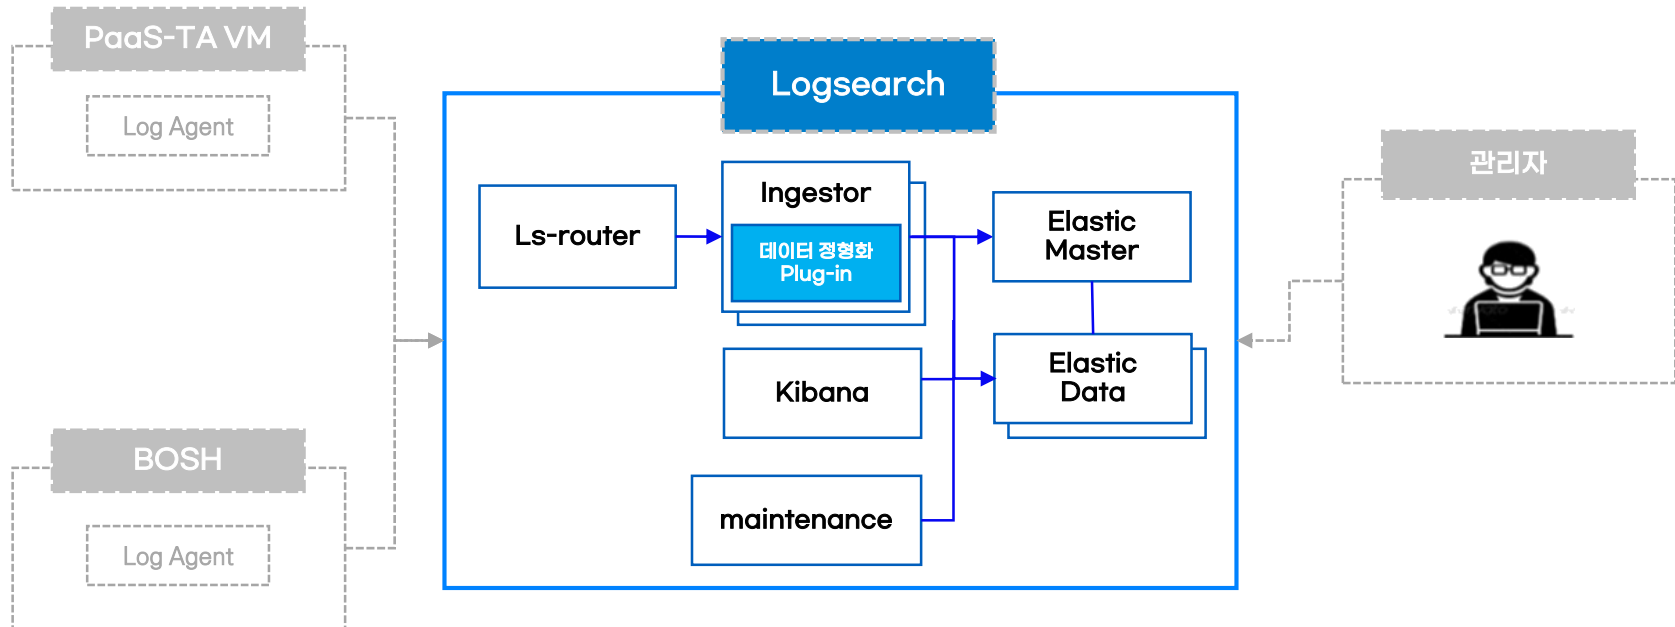 PaaS-TA VM
Log Agent
BOSH
Log Agent
Logsearch
Ls-router
Ingestor
데이터 정형화
Plug-in
Kibana
maintenance
Elastic
Master
Elastic
Data
관리자